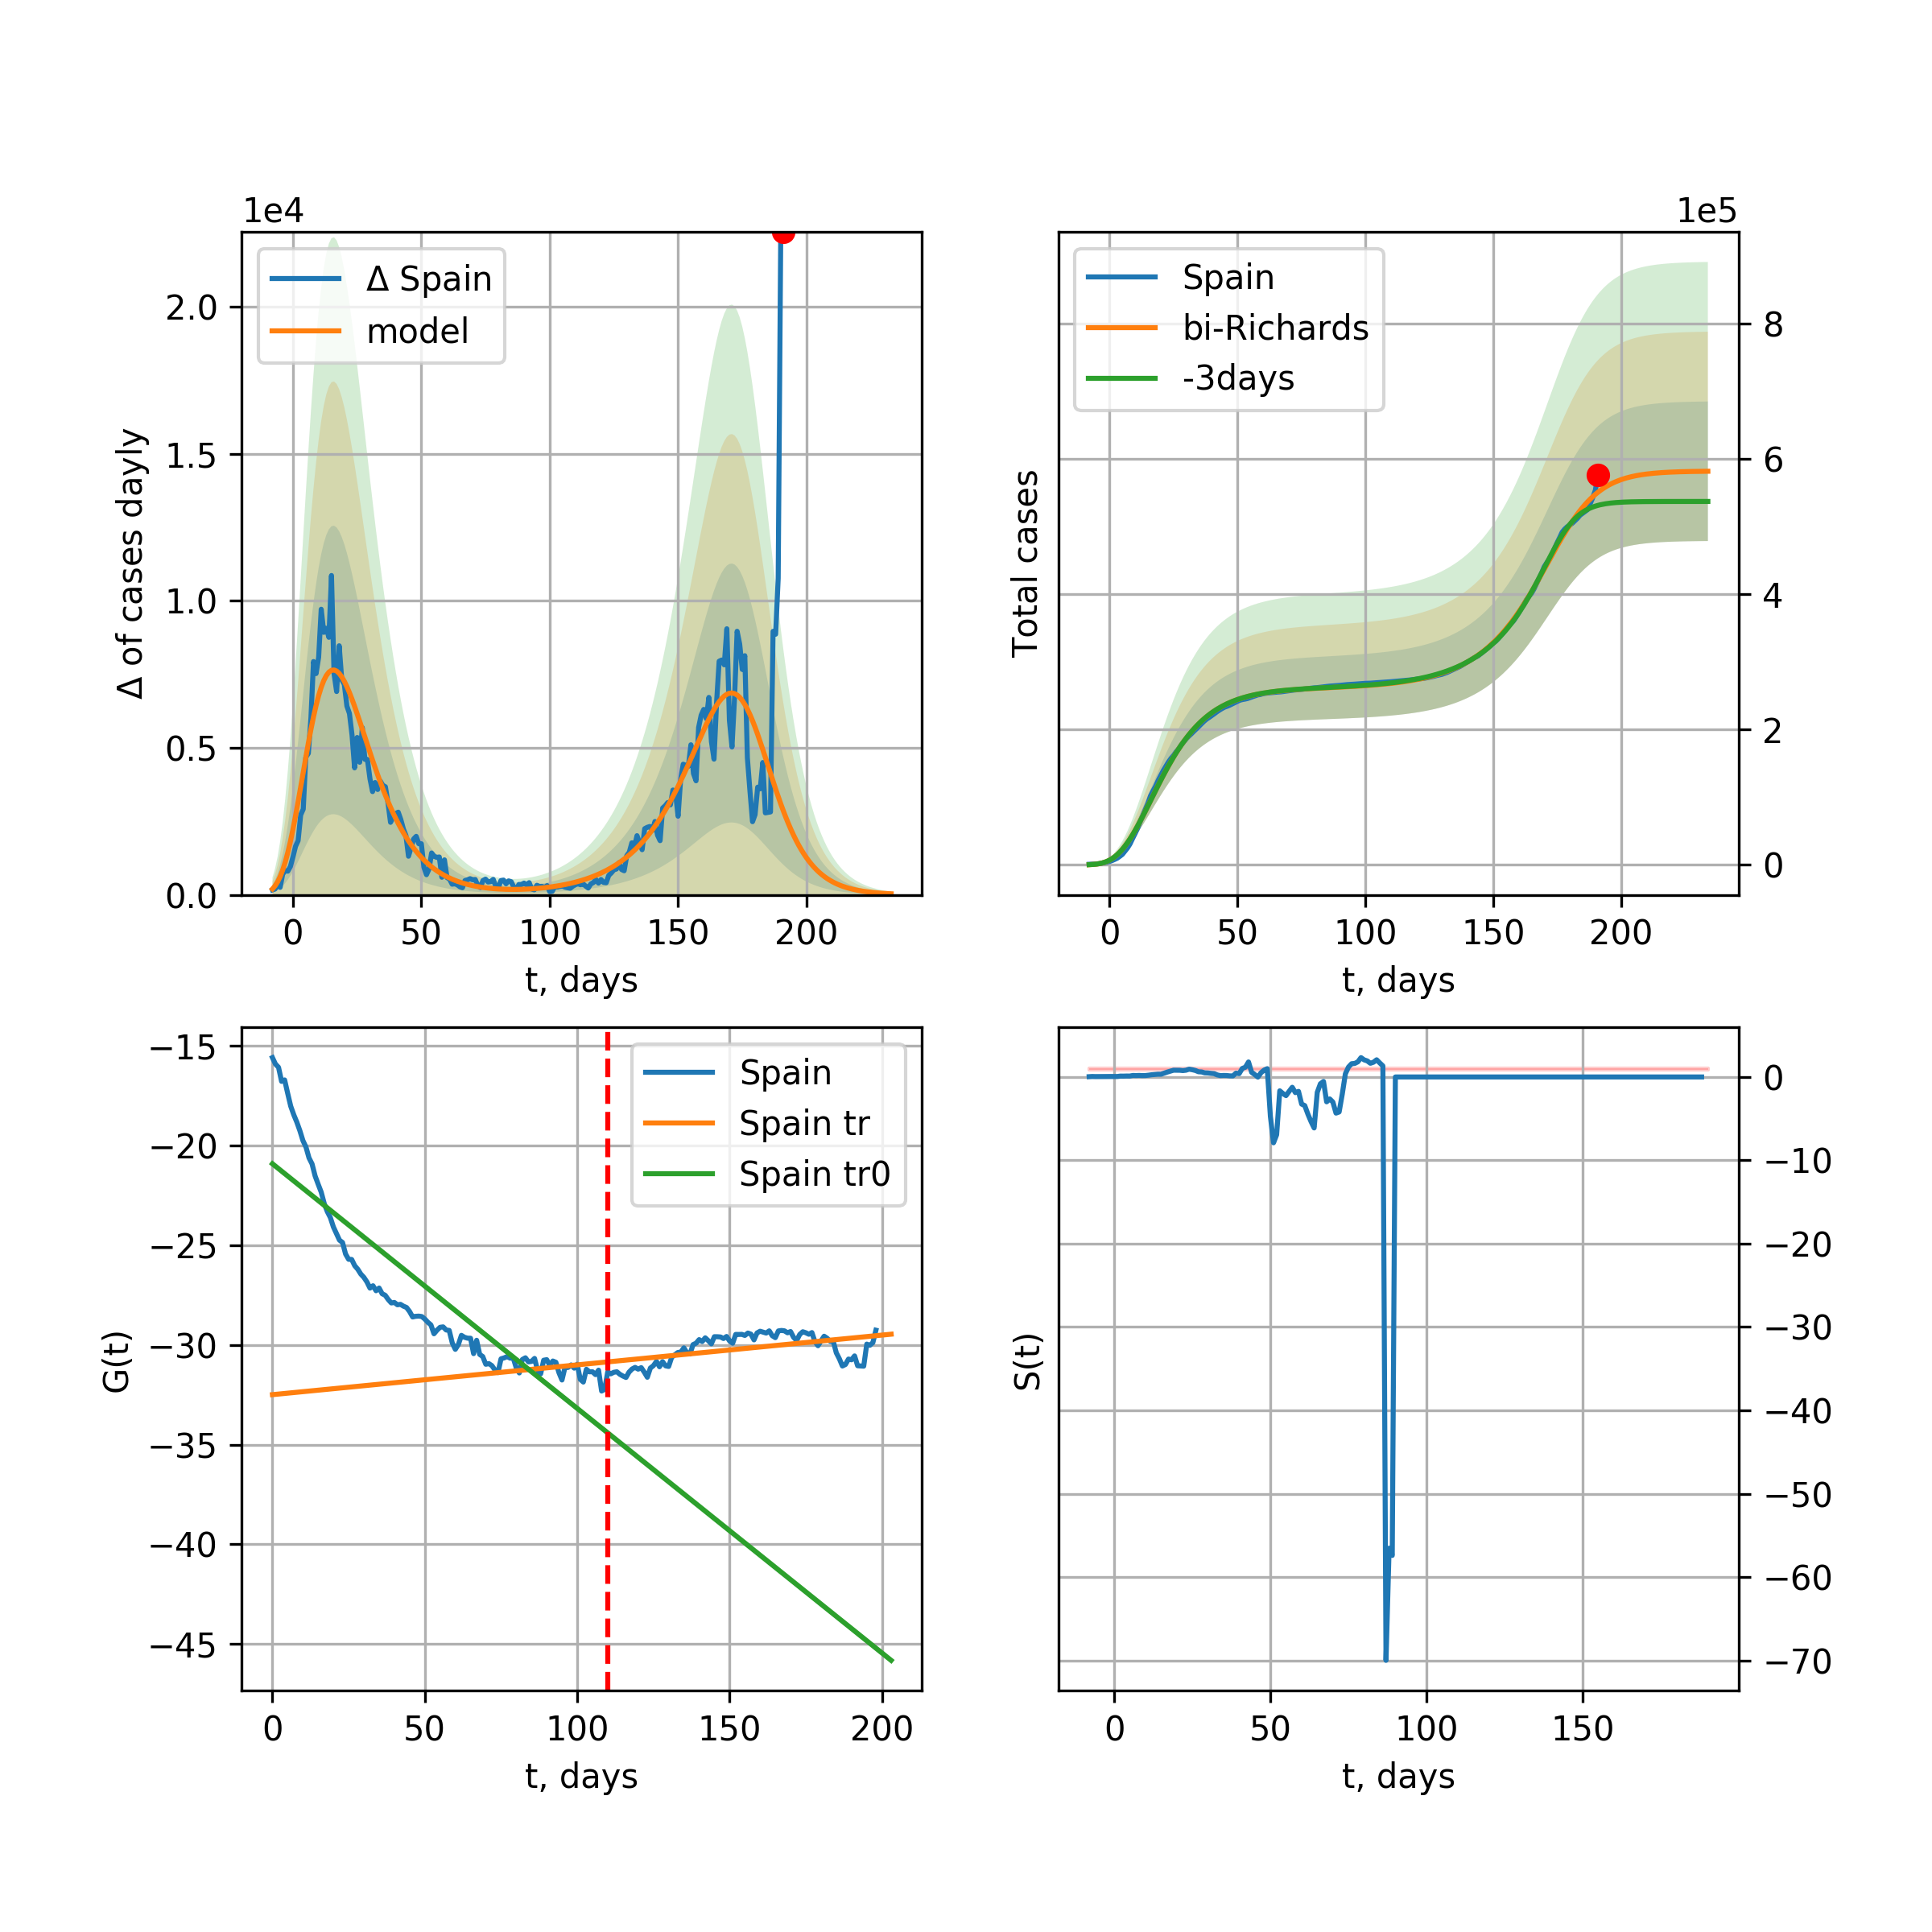 1e4
Δ Spain
model
2.0
1.5
1.0
0.5
0.0
Δ of cases dayly
0 50 100 150 200
t, days
1e5
Spain
bi-Richards
-3days
8
6
4
2
0
Total cases
0 50 100 150 200
t, days
Spain
Spain tr
Spain tr0
−15
−20
−25
−30
−35
−40
−45
G(t)
0 50 100 150 200
t, days
0
−10
−20
−30
−40
−50
−60
−70
S(t)
0 50 100 150
t, days